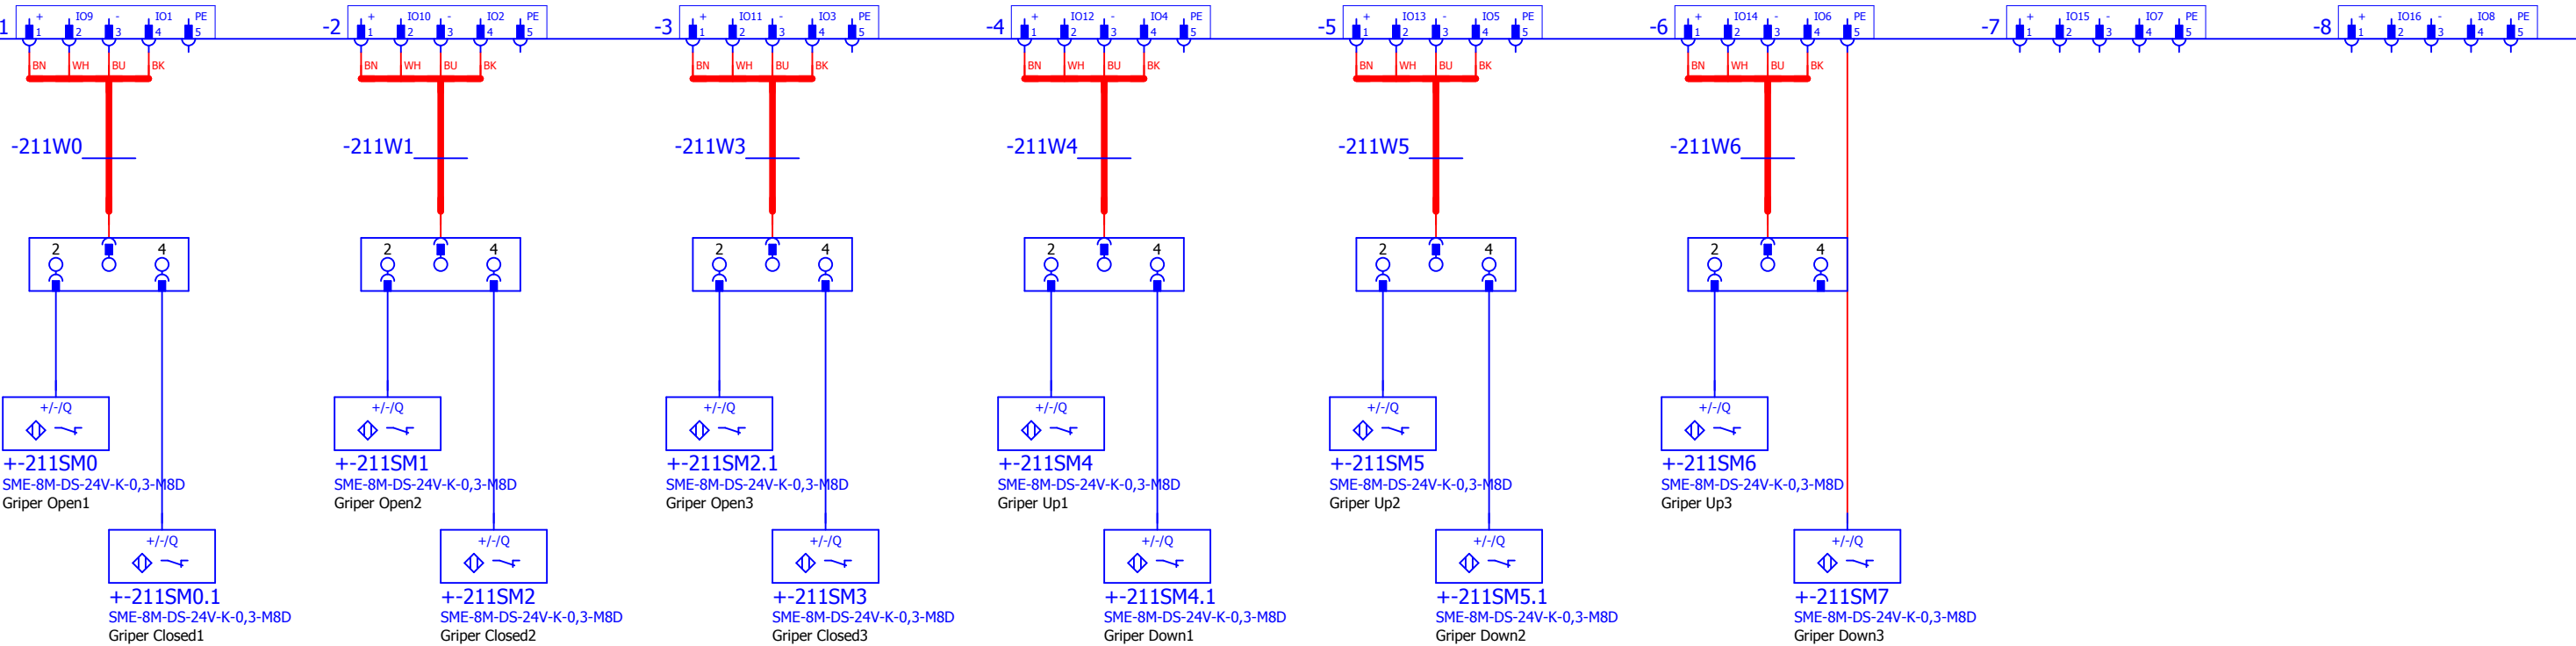 1 + IO9 - IO1 PE
1 2 3 4 5
BN WH BU BK
-2 + IO10 - IO2 PE
1 2 3 4 5
BN WH BU BK
-3 + IO11 - IO3 PE
1 2 3 4 5
BN WH BU BK
-4 + IO12 - IO4 PE
1 2 3 4 5
BN WH BU BK
-5 + IO13 - IO5 PE
1 2 3 4 5
BN WH BU BK
-6 + IO14 - IO6 PE
1 2 3 4 5
BN WH BU BK
-7 + IO15 - IO7 PE
1 2 3 4 5
-8 + IO16 - IO8 PE
1 2 3 4 5
-211W0
-211W1
-211W3
-211W4
-211W5
-211W6
2 4
2 4
2 4
2 4
2 4
2 4
+/-/Q
+-211SM0
SME-8M-DS-24V-K-0,3-M8D
Griper Open1
+/-/Q
+-211SM1
SME-8M-DS-24V-K-0,3-M8D
Griper Open2
+/-/Q
+-211SM2.1
SME-8M-DS-24V-K-0,3-M8D
Griper Open3
+/-/Q
+-211SM4
SME-8M-DS-24V-K-0,3-M8D
Griper Up1
+/-/Q
+-211SM5
SME-8M-DS-24V-K-0,3-M8D
Griper Up2
+/-/Q
+-211SM6
SME-8M-DS-24V-K-0,3-M8D
Griper Up3
+/-/Q
+-211SM0.1
SME-8M-DS-24V-K-0,3-M8D
Griper Closed1
+/-/Q
+-211SM2
SME-8M-DS-24V-K-0,3-M8D
Griper Closed2
+/-/Q
+-211SM3
SME-8M-DS-24V-K-0,3-M8D
Griper Closed3
+/-/Q
+-211SM4.1
SME-8M-DS-24V-K-0,3-M8D
Griper Down1
+/-/Q
+-211SM5.1
SME-8M-DS-24V-K-0,3-M8D
Griper Down2
+/-/Q
+-211SM7
SME-8M-DS-24V-K-0,3-M8D
Griper Down3